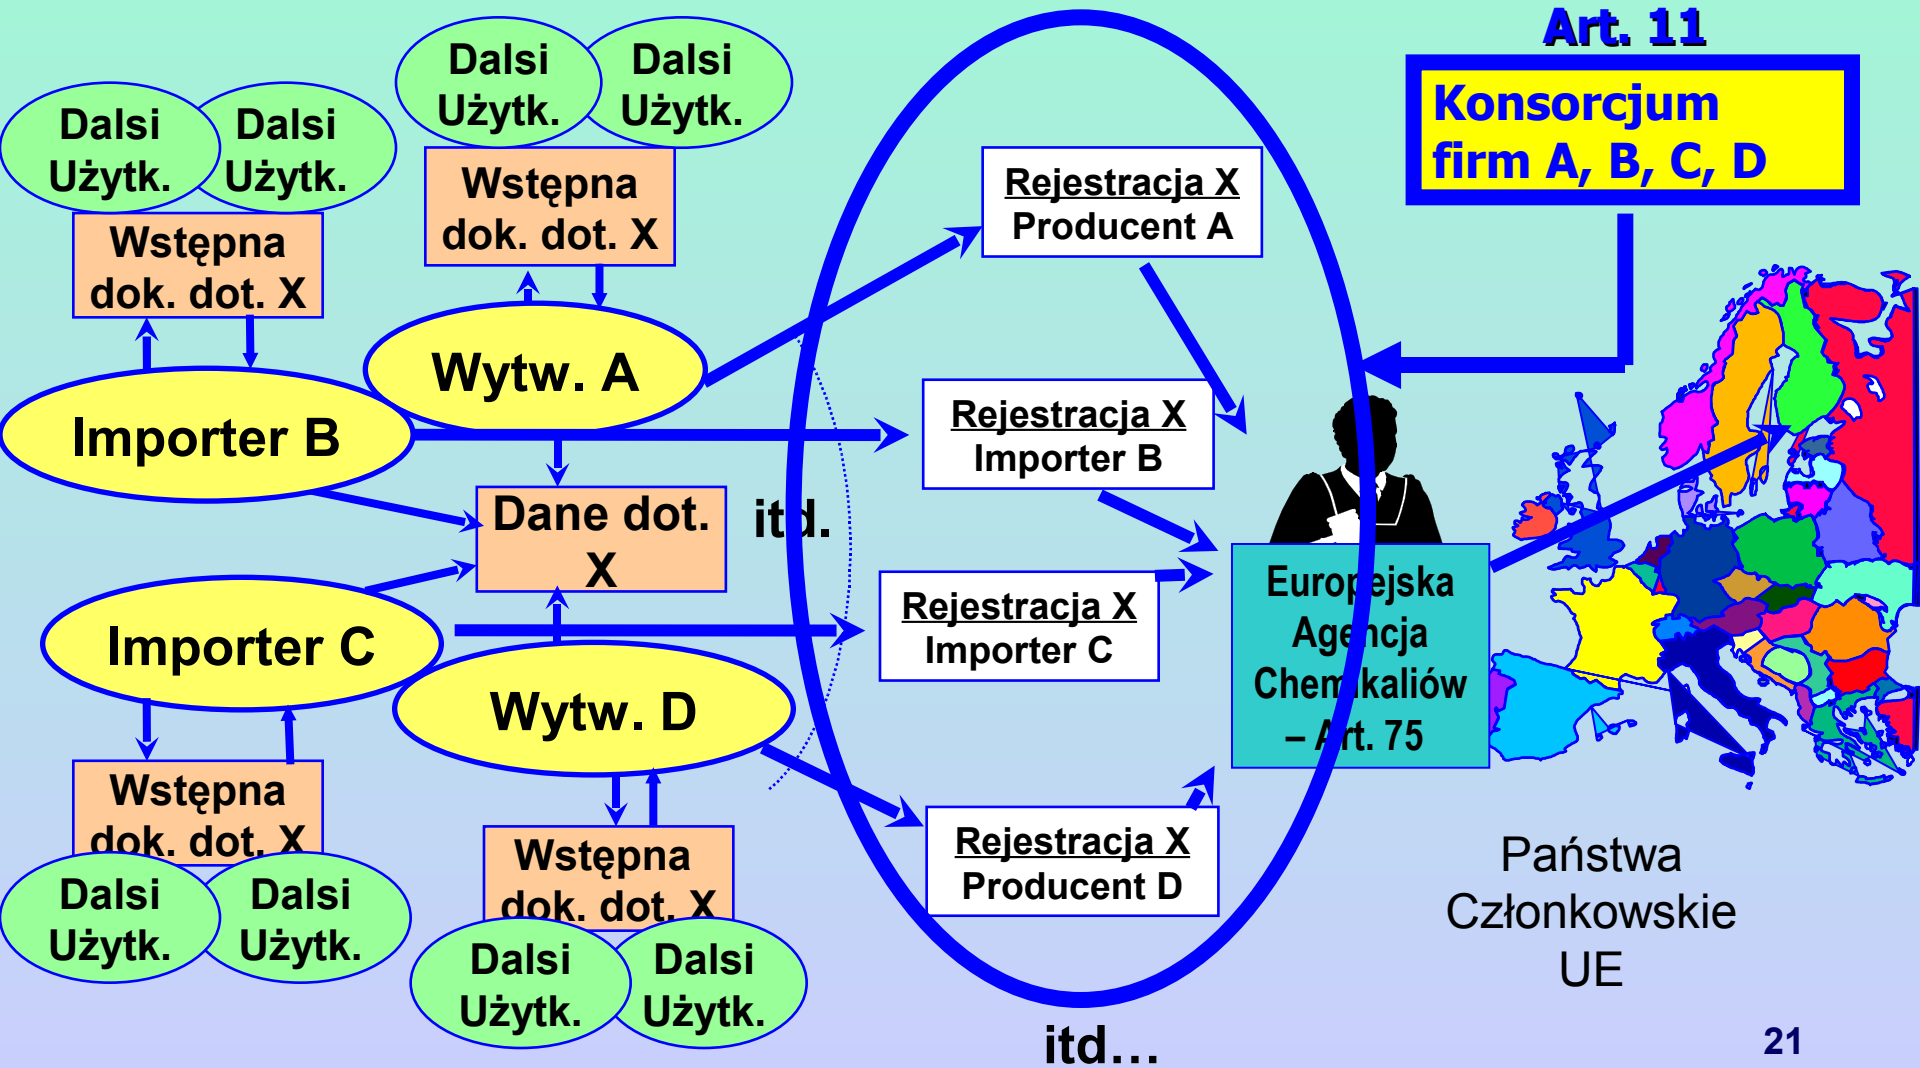 Art. 11
Konsorcjum
firm A, B, C, D
Dalsi
Użytk.
Dalsi
Użytk.
Dalsi
Użytk.
Dalsi
Użytk.
Wstępna
dok. dot. X
Wstępna
dok. dot. X
Rejestracja X
Producent A
Wytw. A
Importer B
Rejestracja X
Importer B
Dane dot.
X
itd.
Rejestracja X
Importer C
Europejska
Agencja
Chemikaliów
– Art. 75
Importer C
Wytw. D
Wstępna
dok. dot. X
Wstępna
dok. dot. X
Rejestracja X
Producent D
Dalsi
Użytk.
Dalsi
Użytk.
Dalsi
Użytk.
Dalsi
Użytk.
Państwa
Członkowskie
UE
itd...
21